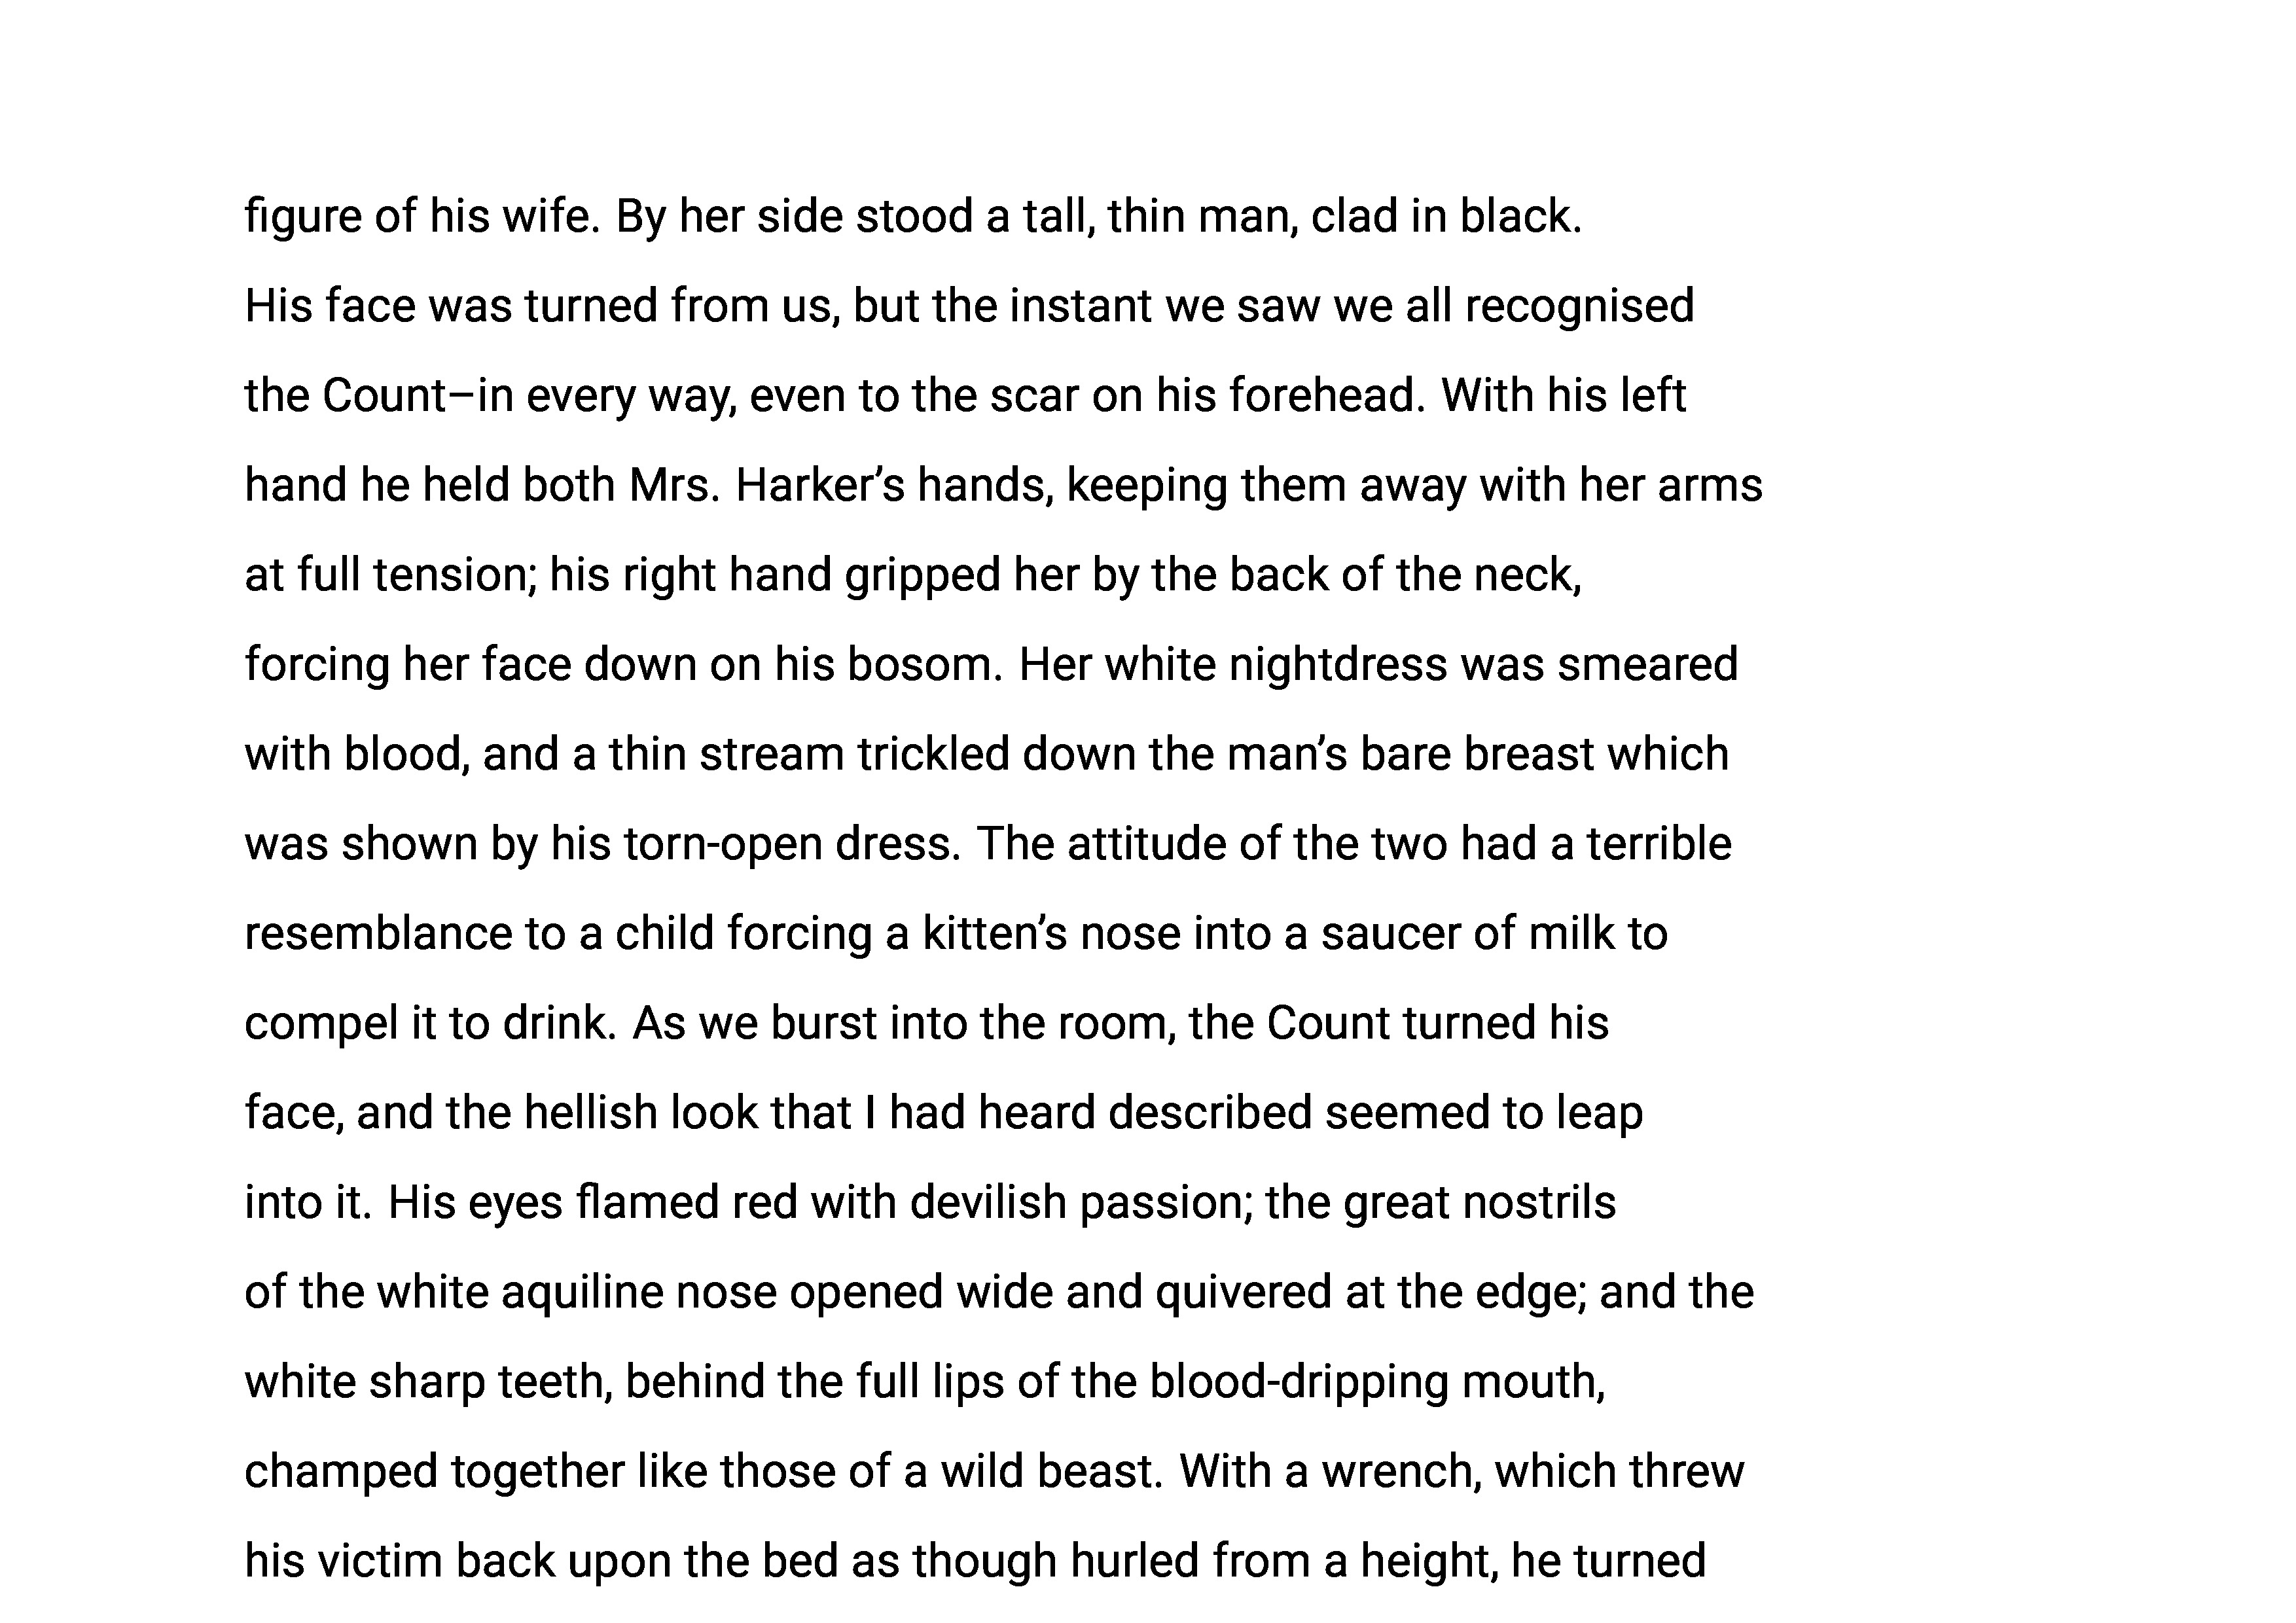 figure of his wife. By her side stood a tall, thin man, clad in black.
His face was turned from us, but the instant we saw we all recognised
the Count–in every way, even to the scar on his forehead. With his left
hand he held both Mrs. Harker’s hands, keeping them away with her arms
at full tension; his right hand gripped her by the back of the neck,
forcing her face down on his bosom. Her white nightdress was smeared
with blood, and a thin stream trickled down the man’s bare breast which
was shown by his torn-open dress. The attitude of the two had a terrible
resemblance to a child forcing a kitten’s nose into a saucer of milk to
compel it to drink. As we burst into the room, the Count turned his
face, and the hellish look that I had heard described seemed to leap
into it. His eyes flamed red with devilish passion; the great nostrils
of the white aquiline nose opened wide and quivered at the edge; and the
white sharp teeth, behind the full lips of the blood-dripping mouth,
champed together like those of a wild beast. With a wrench, which threw
his victim back upon the bed as though hurled from a height, he turned